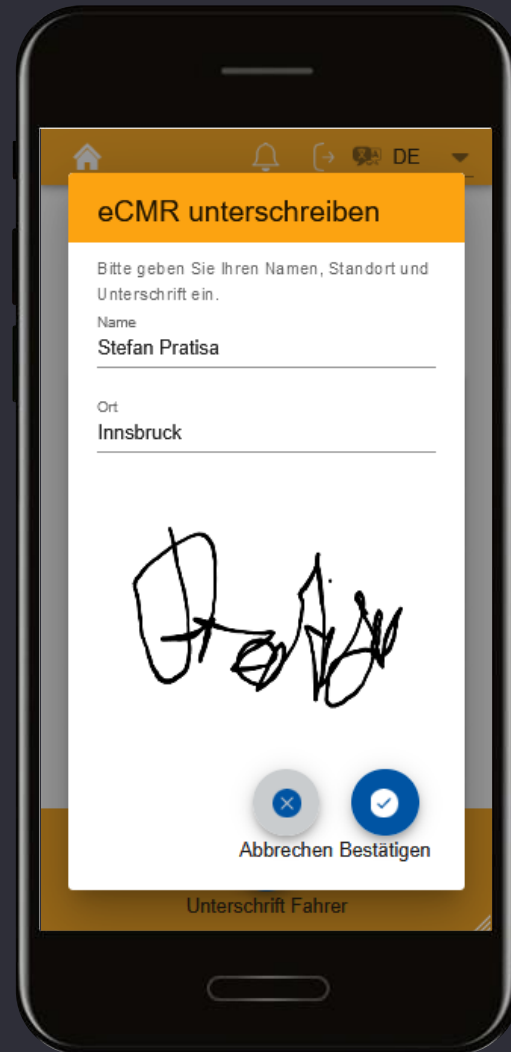 DE
eCMR unterschreiben
Bitte geben Sie Ihren Namen, Standort und
Unterschrift ein.
Name
Stefan Pratisa
Ort
Innsbruck
Abbrechen Bestätigen
Unterschrift Fahrer